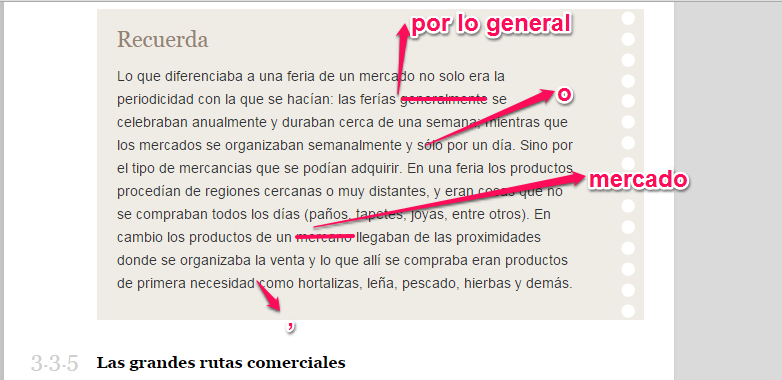 por lo general
Recuerda
Lo que diferenciaba a una feria de un mercado no solo era la
periodicidad con la que se hacían: las ferías generalmente se
o
celebraban anualmente y duraban cerca de una semana; mientras que
los mercados se organizaban semanalmente y sólo por un día. Sino por
el tipo de mercancias que se podían adquirir. En una feria los productos
mercado
procedían de regiones cercanas o muy distantes, y eran cosas que no
se compraban todos los días (paños, tapetes, joyas, entre otros). En
cambio los productos de un mercano llegaban de las proximidades
donde se organizaba la venta y lo que allí se compraba eran productos
de primera necesidad como hortalizas, leña, pescado, hierbas y demás.
,
3.3.5 Las grandes rutas comerciales